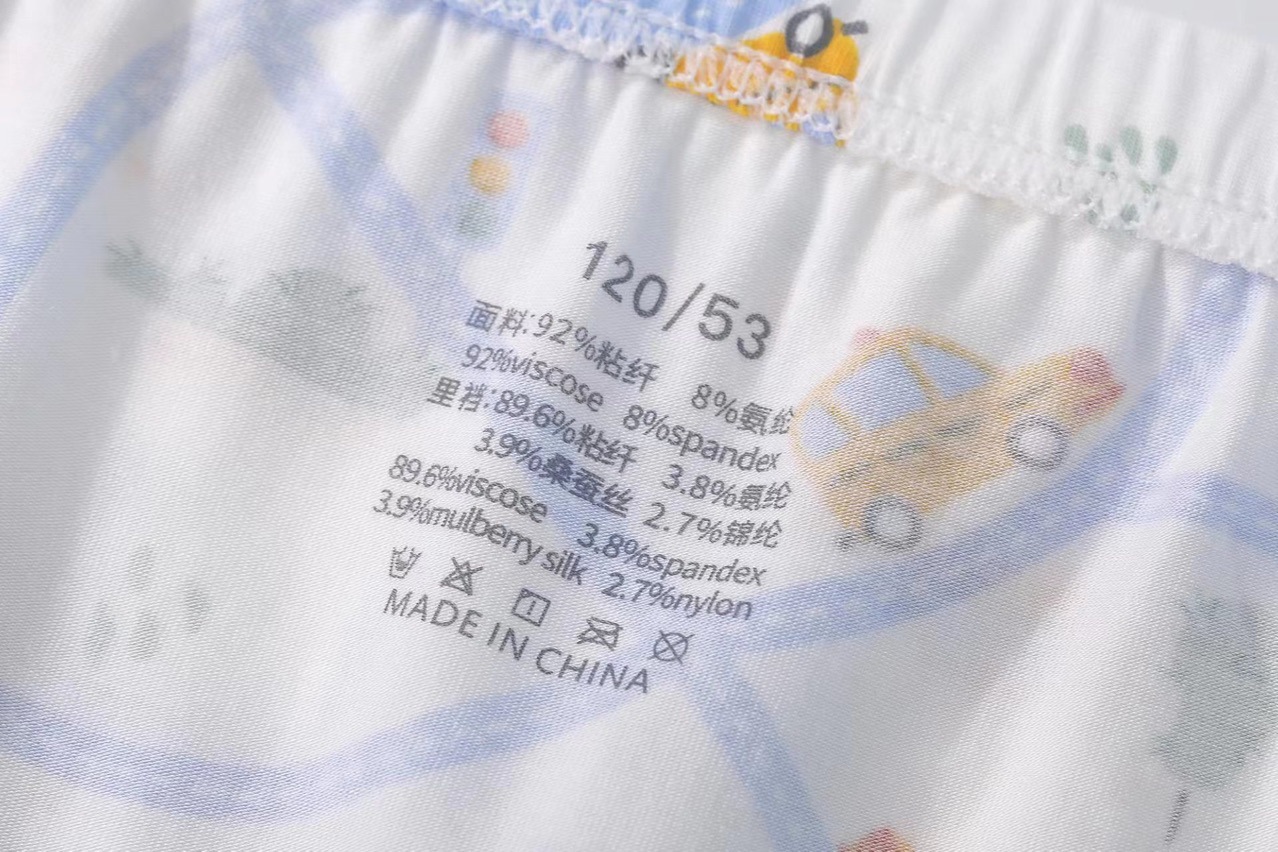 120/53
面料:92%粘纤 8%氨纶
92%viscose 8%spandex
里裆:89.6%粘纤 3.8%氨纶
3.9%桑蚕丝 2.7%锦纶
89.6%viscose 3.8%spandex
3.9%mulberry silk 2.7%nylon
MADE IN CHINA